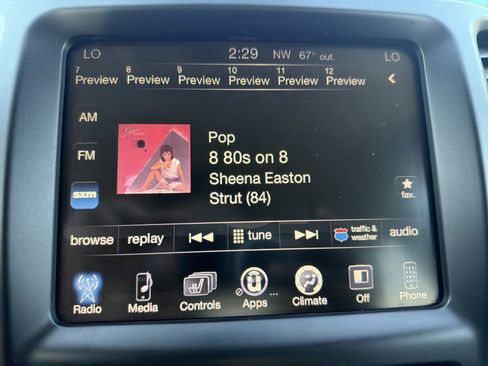 LO 2:29 NW 67° out. LO
7 8 9 10 11 12
Preview Preview Preview Preview Preview Preview
AM
FM
sxm
Pop
8 80s on 8
Sheena Easton
Strut (84)
fav.
browse replay tune traffic & weather audio
Radio Media Controls Apps Climate Off Phone